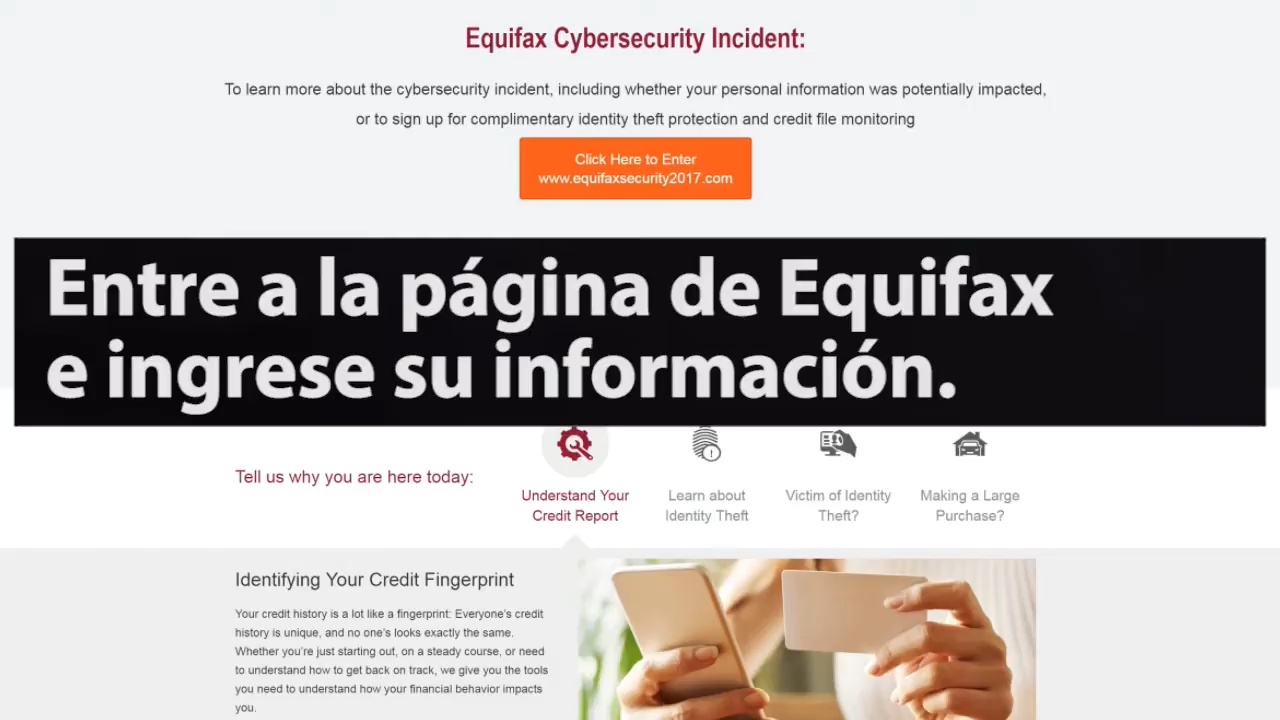 Equifax Cybersecurity Incident:
To learn more about the cybersecurity incident, including whether your personal information was potentially impacted,
or to sign up for complimentary identity theft protection and credit file monitoring
Click Here to Enter
www.equifaxsecurity2017.com
Entre a la página de Equifax
e ingrese su información.
Tell us why you are here today:
Understand Your
Credit Report
Learn about
Identity Theft
Victim of Identity
Theft?
Making a Large
Purchase?
Identifying Your Credit Fingerprint
Your credit history is a lot like a fingerprint: Everyone's credit
history is unique, and no one's looks exactly the same.
Whether you're just starting out, on a steady course, or need
to understand how to get back on track, we give you the tools
you need to understand how your financial behavior impacts
you.